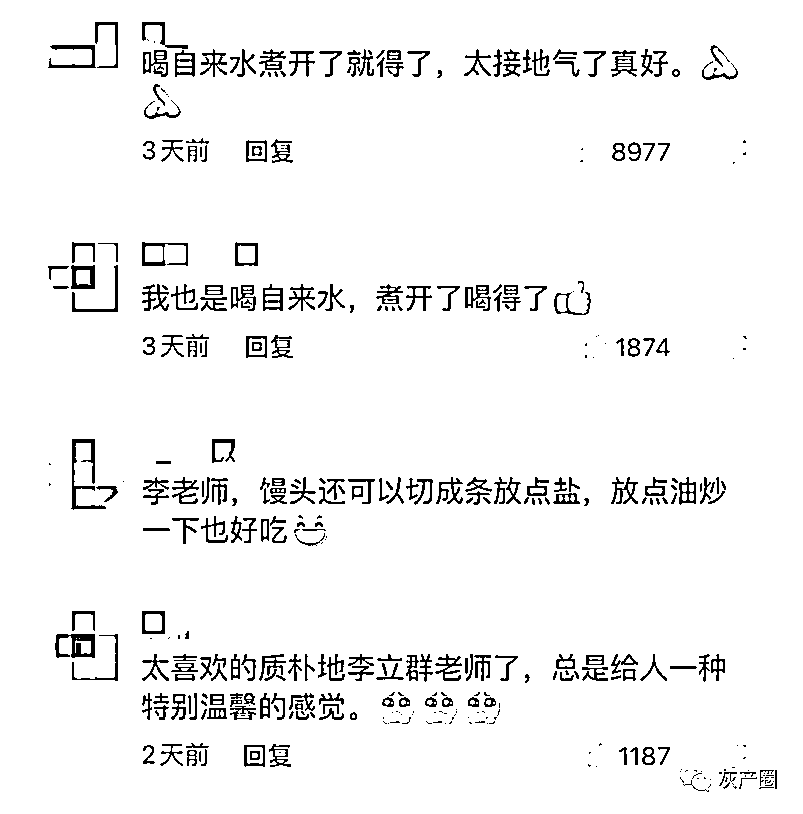 喝自来水煮开了就得了，太接地气了真好。
3天前 回复 8977
我也是喝自来水，煮开了喝得了
3天前 回复 1874
李老师，馒头还可以切成条放点盐，放点油炒
一下也好吃
太喜欢的质朴地李立群老师了，总是给人一种
特别温馨的感觉。
2天前 回复 1187
灰产圈